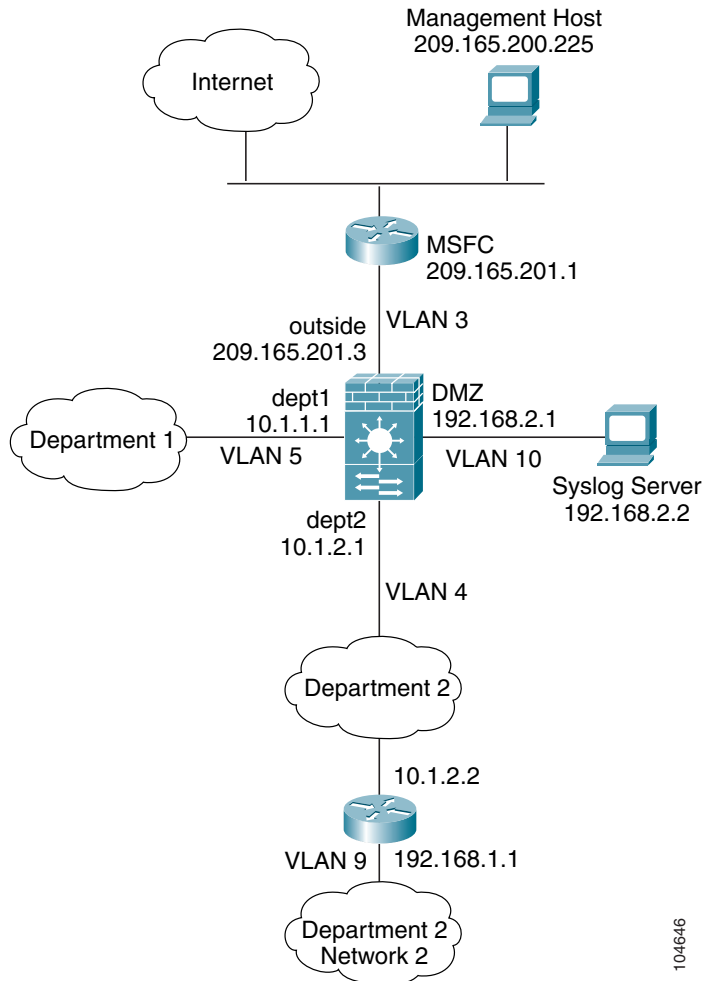 Management Host
209.165.200.225
Internet
MSFC
209.165.201.1
VLAN 3
outside
209.165.201.3
dept1
10.1.1.1
DMZ
192.168.2.1
Department 1
VLAN 5
VLAN 10
Syslog Server
192.168.2.2
dept2
10.1.2.1
VLAN 4
Department 2
10.1.2.2
VLAN 9
192.168.1.1
Department 2
Network 2
104646